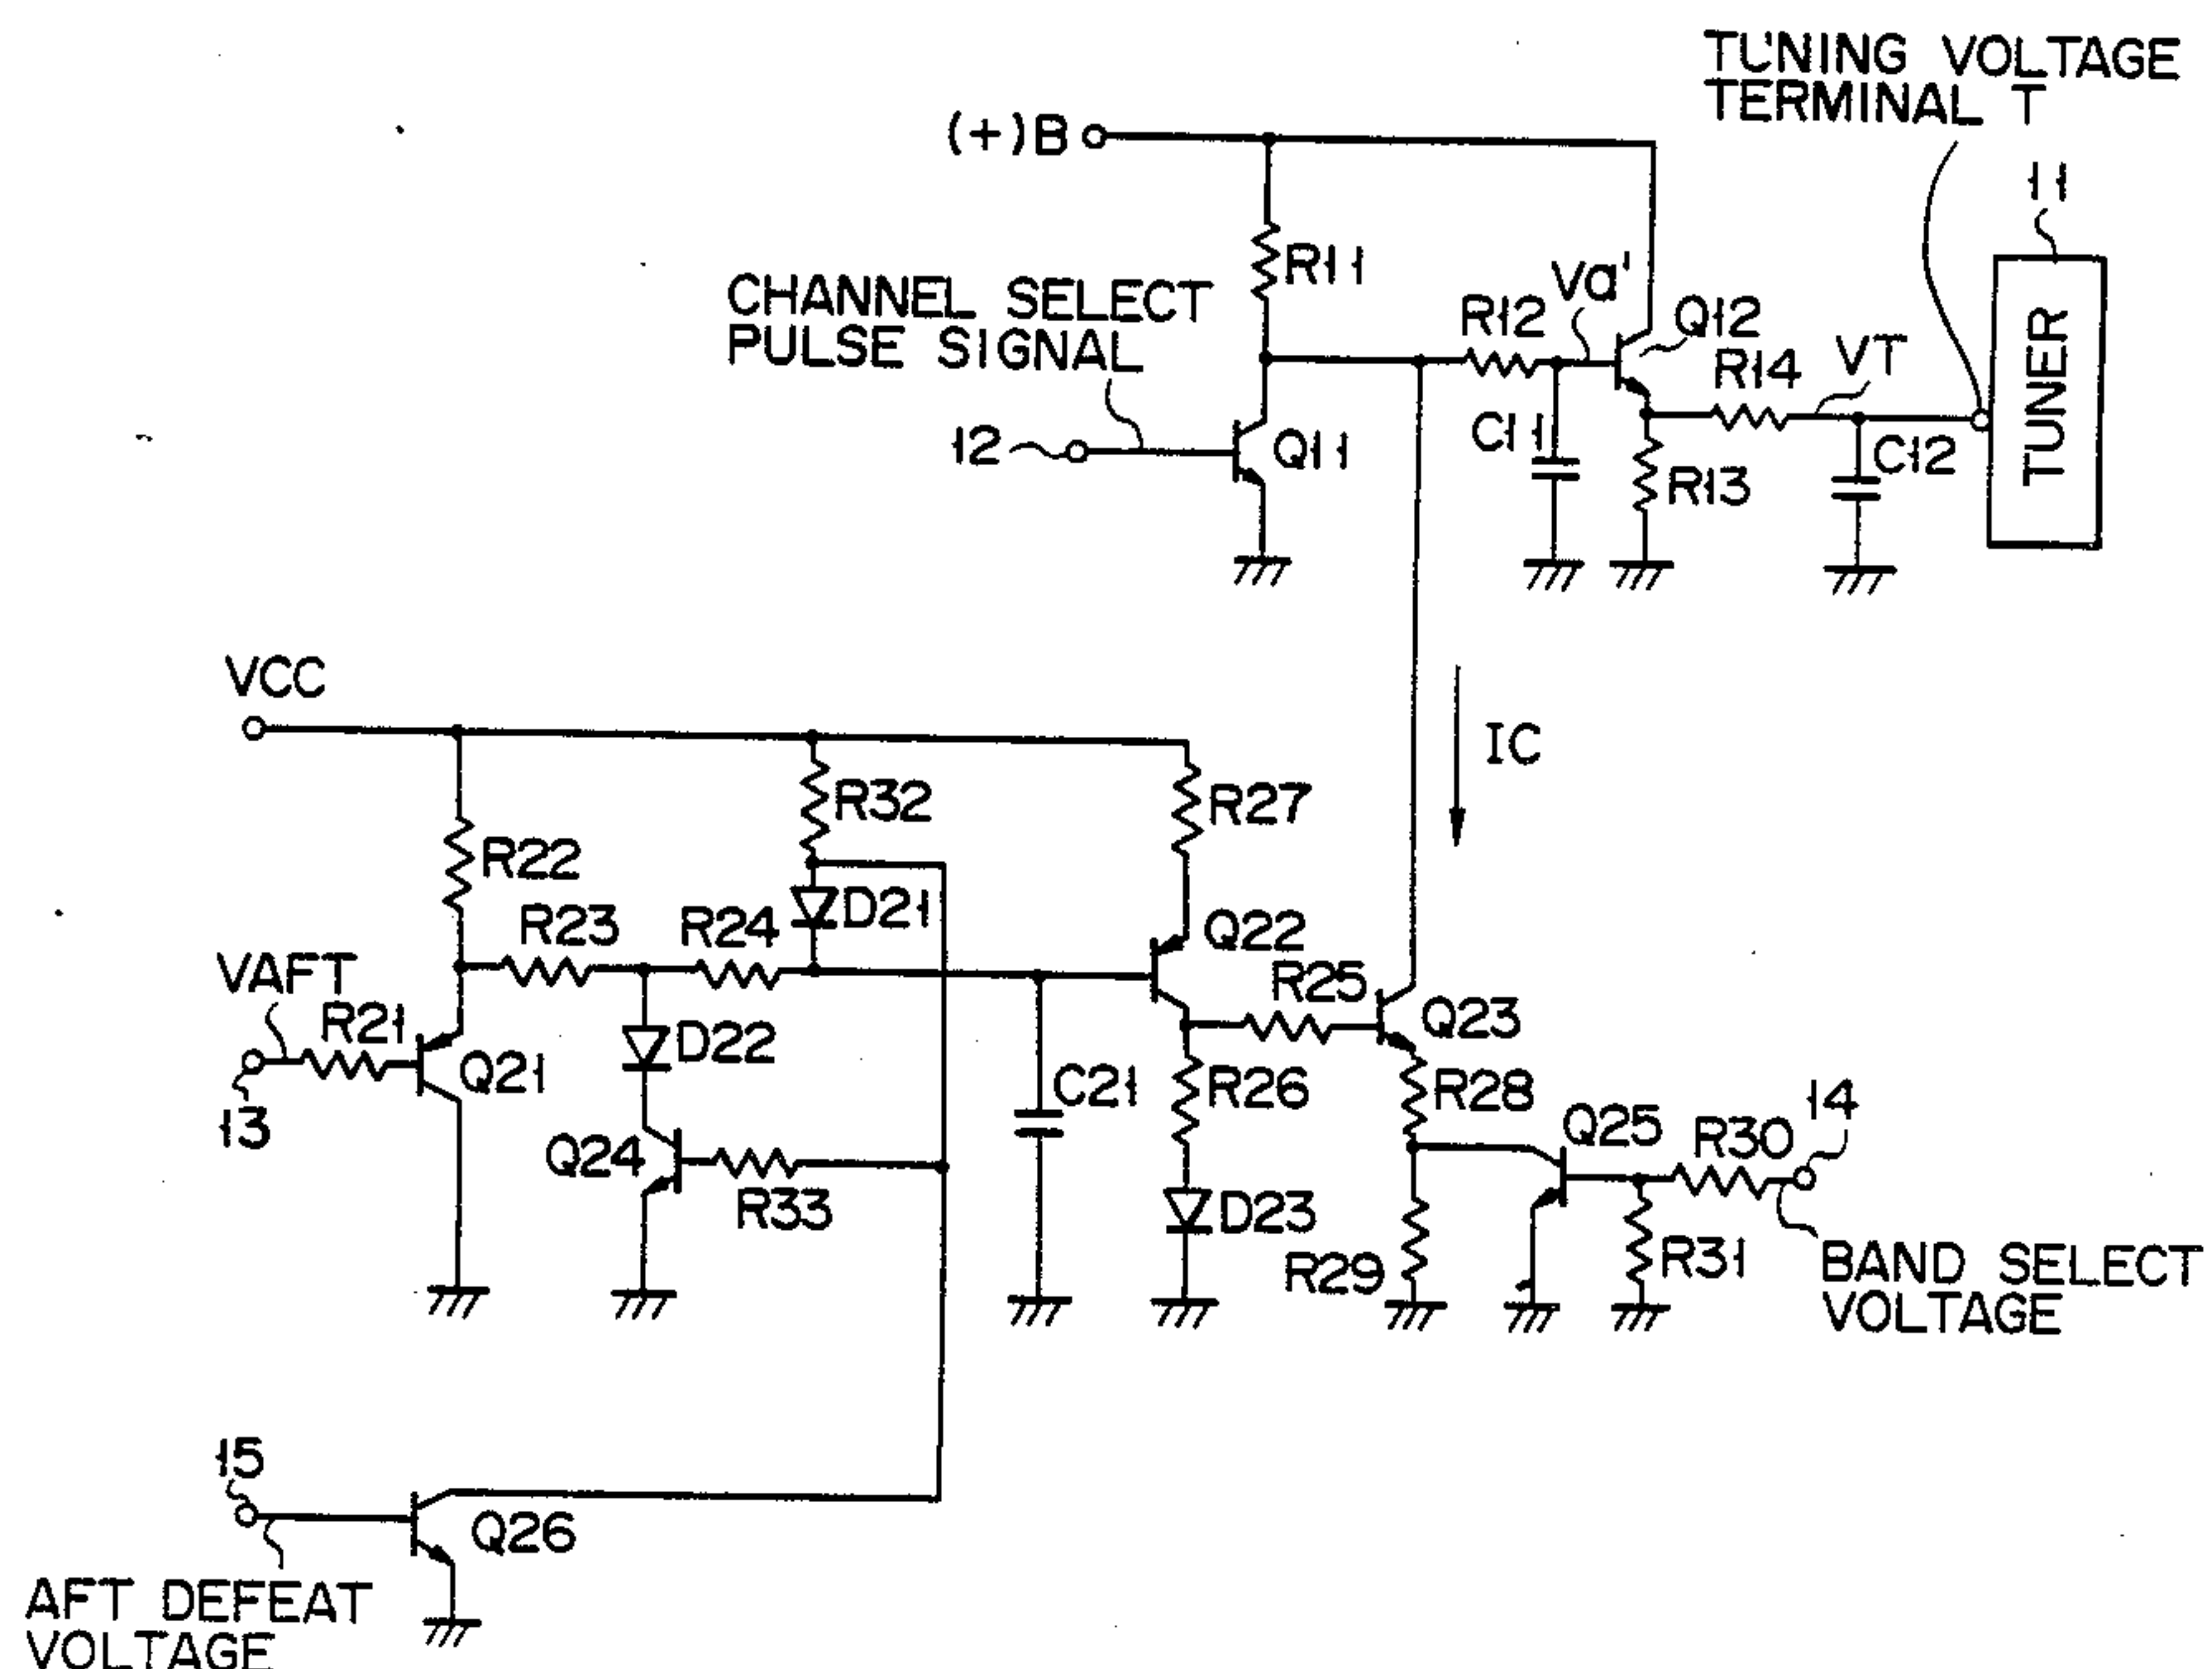 TUNING VOLTAGE
TERMINAL T
(+)B
11
R11
CHANNEL SELECT
PULSE SIGNAL
R12
Va'
Q12
R14
VT
TUNER
12
Q11
C11
R13
C12
VCC
IC
R32
R27
R22
D21
R23
R24
Q22
VAFT
R21
R25
Q23
D22
Q21
C21
R26
R28
13
Q24
Q25
R30
14
R33
D23
R29
R31
BAND SELECT
VOLTAGE
15
Q26
AFT DEFEAT
VOLTAGE